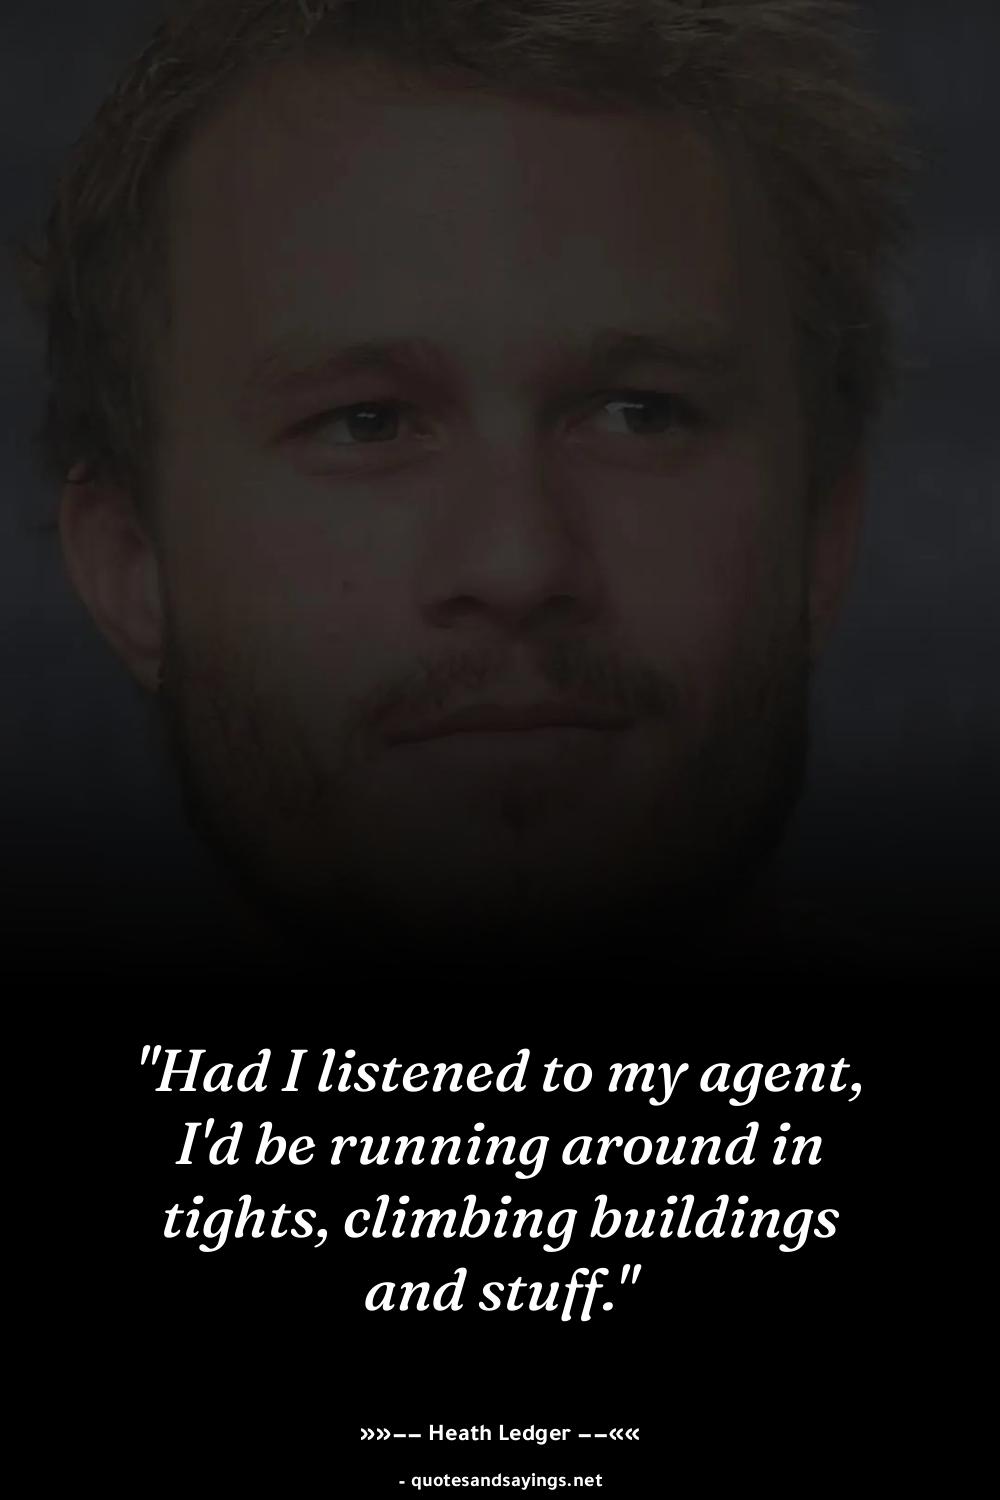 "Had I listened to my agent,
I'd be running around in
tights, climbing buildings
and stuff."
»»-- Heath Ledger --««
- quotesandsayings.net